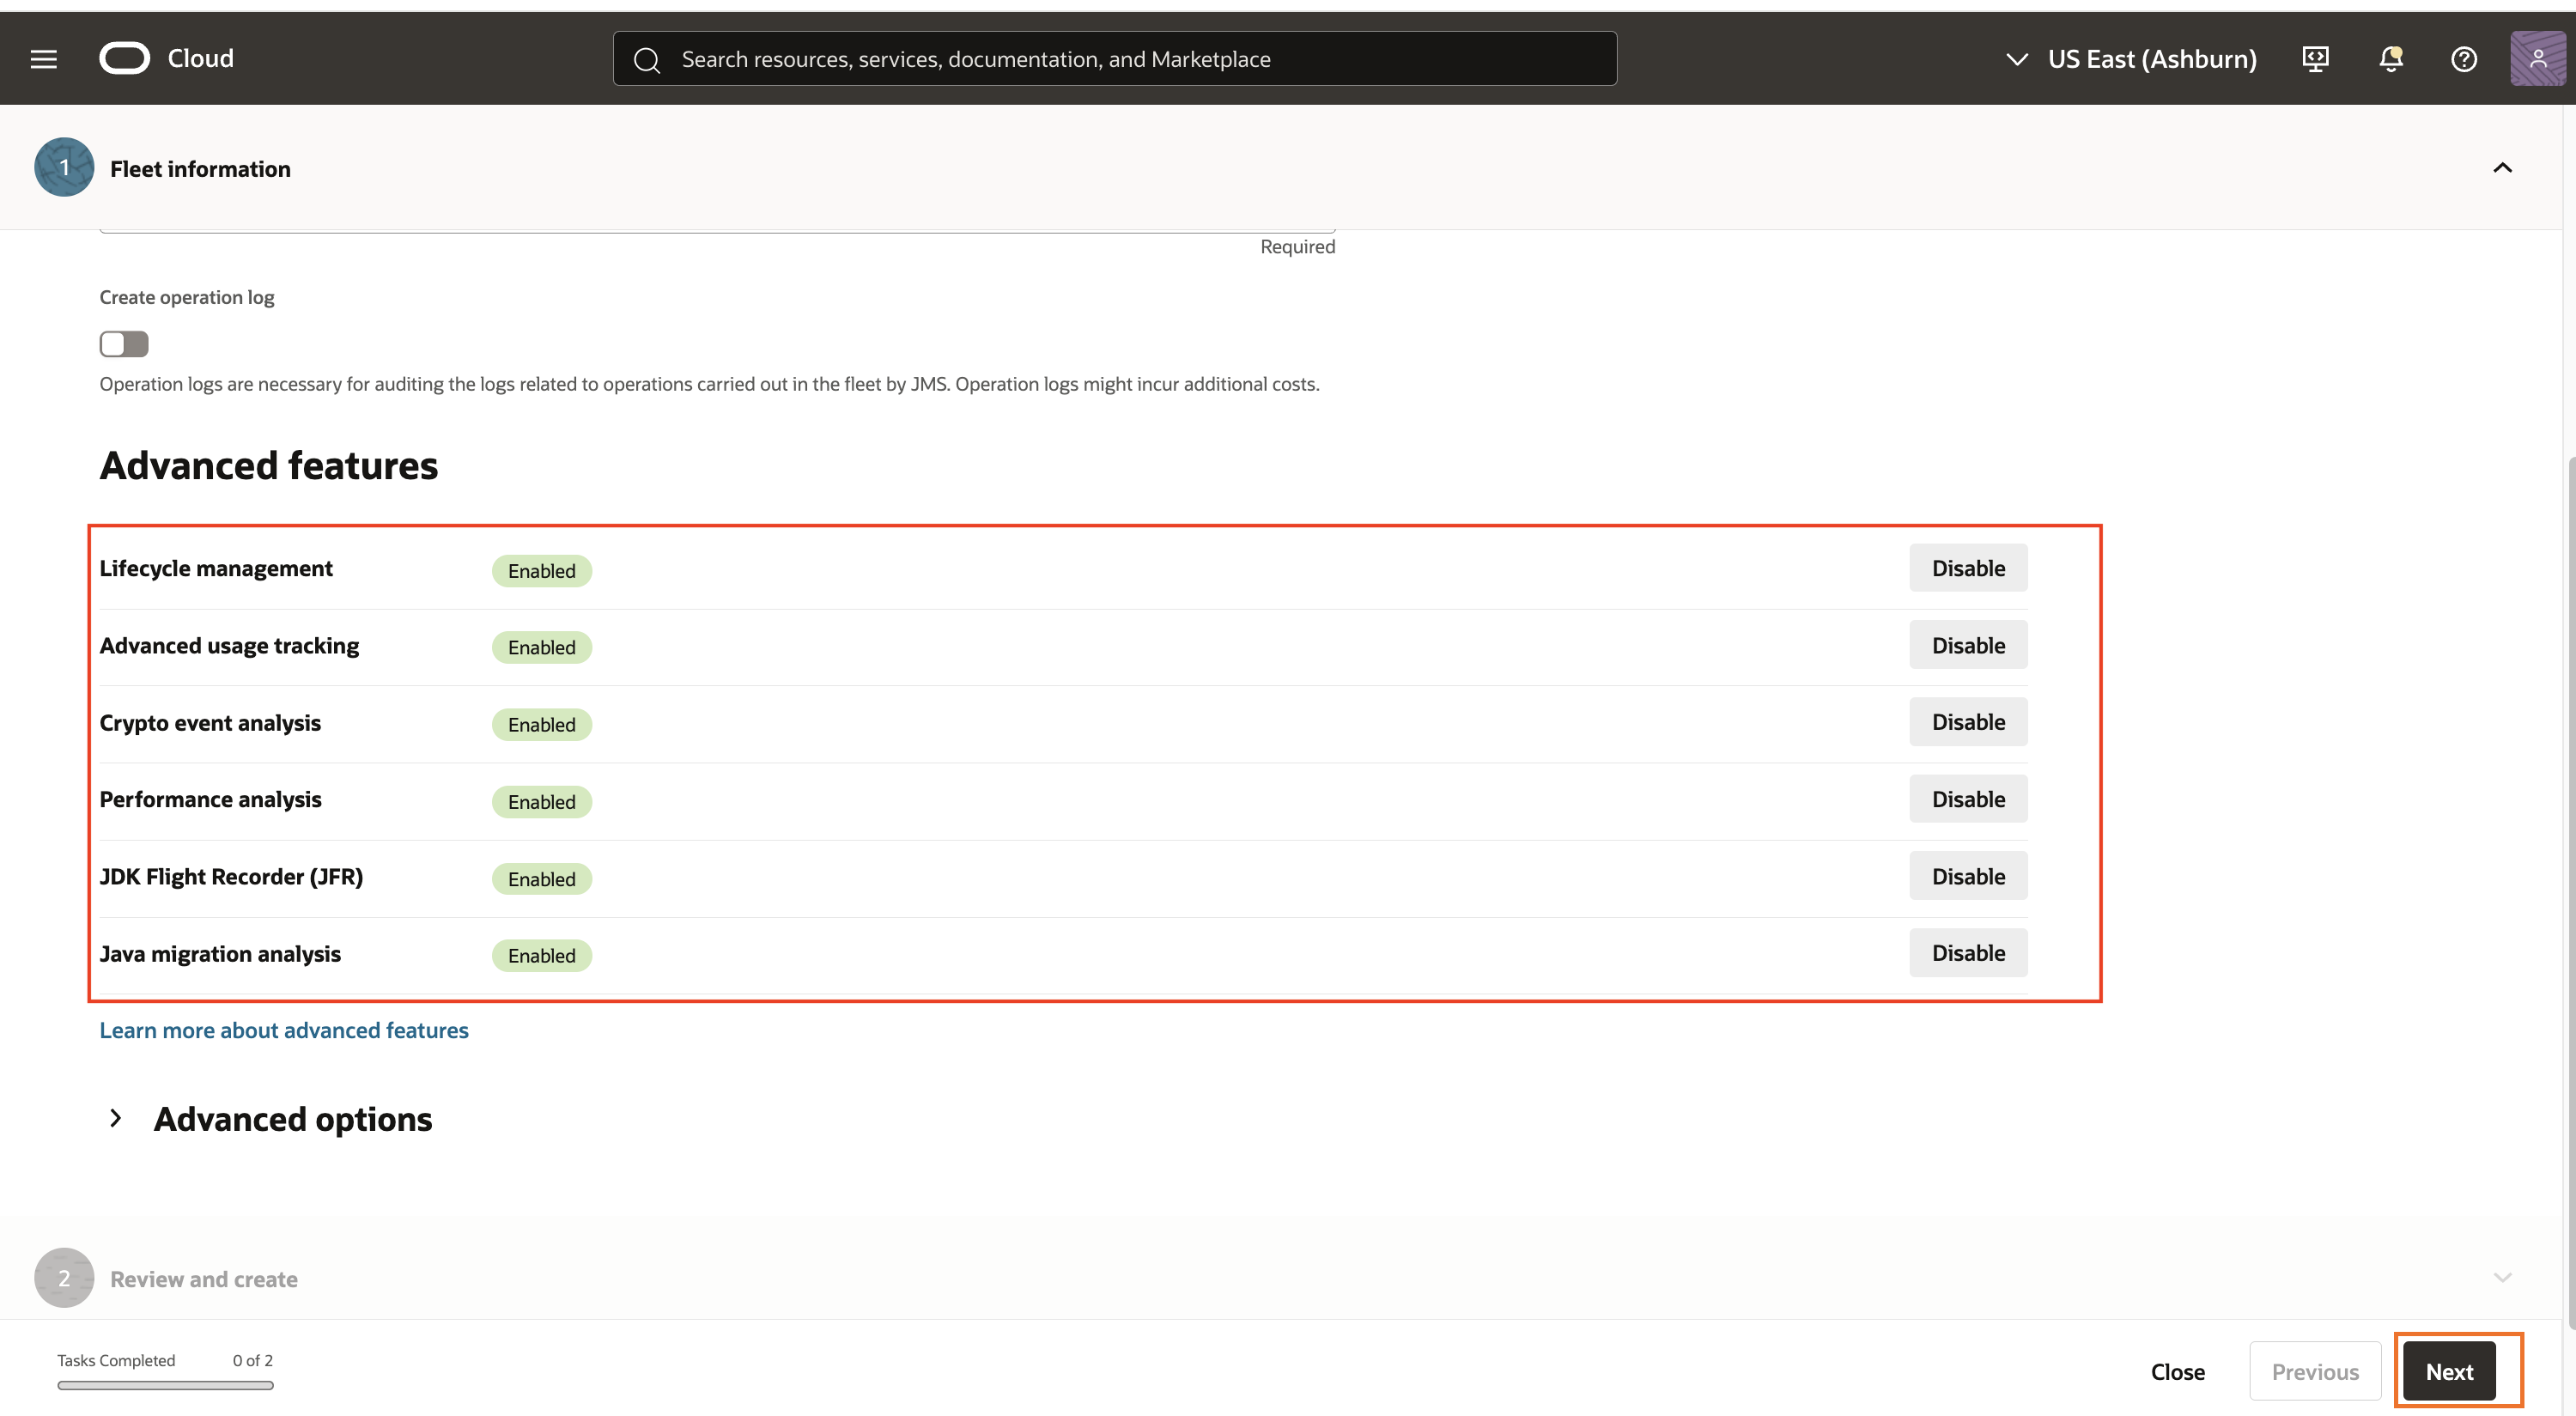 Cloud
Search resources, services, documentation, and Marketplace
US East (Ashburn)
1 Fleet information
Required
Create operation log
Operation logs are necessary for auditing the logs related to operations carried out in the fleet by JMS. Operation logs might incur additional costs.
Advanced features
Lifecycle management Enabled Disable
Advanced usage tracking Enabled Disable
Crypto event analysis Enabled Disable
Performance analysis Enabled Disable
JDK Flight Recorder (JFR) Enabled Disable
Java migration analysis Enabled Disable
Learn more about advanced features
Advanced options
2 Review and create
Tasks Completed 0 of 2
Close Previous Next